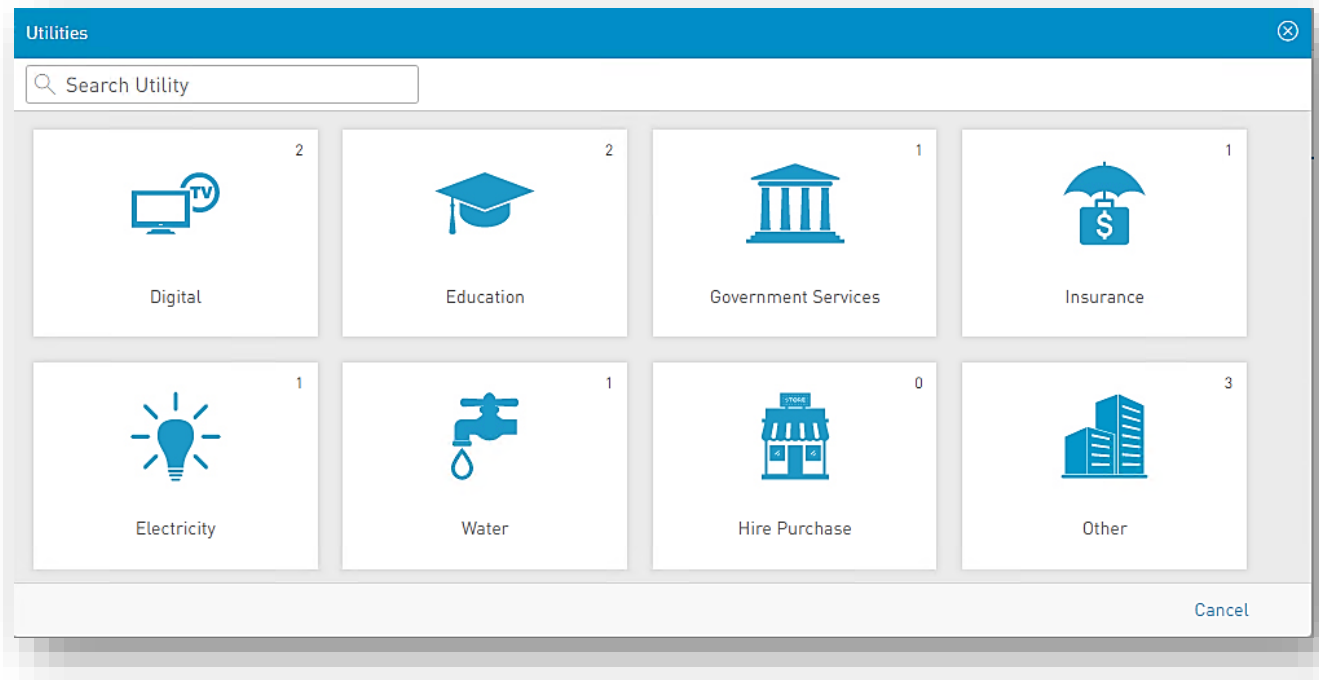 Utilities
Search Utility
2
TV
Digital
2
Education
1
Government Services
1
$
Insurance
1
Electricity
1
Water
0
STORE
Hire Purchase
3
Other
Cancel